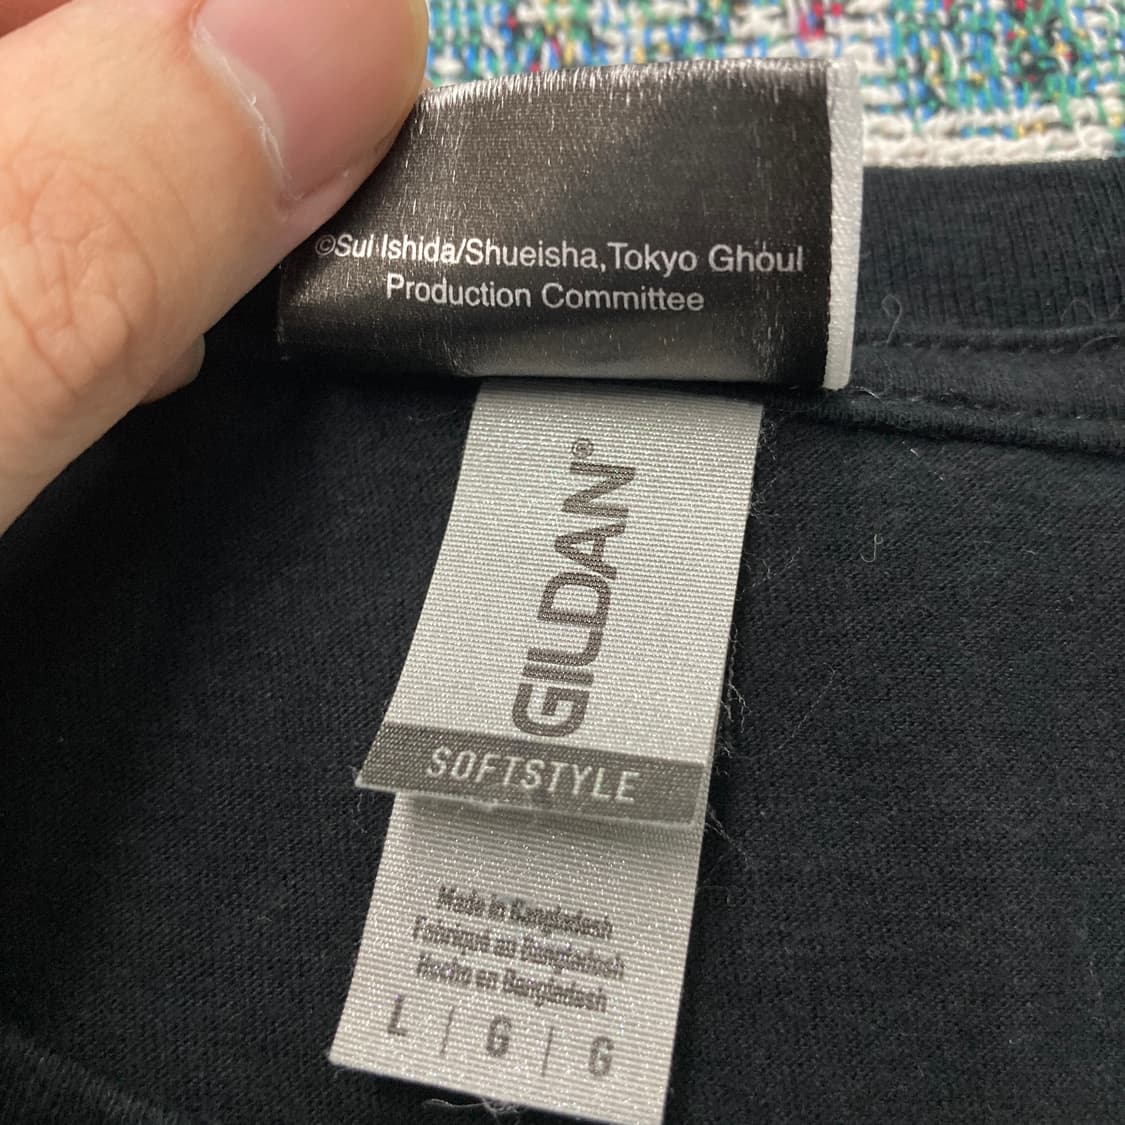 ©Sui Ishida/Shueisha,Tokyo Ghoul
Production Committee
GILDAN®
SOFTSTYLE
Made in Bangladesh
Fabriqué au Bangladesh
Hecho en Bangladesh
L | G | G